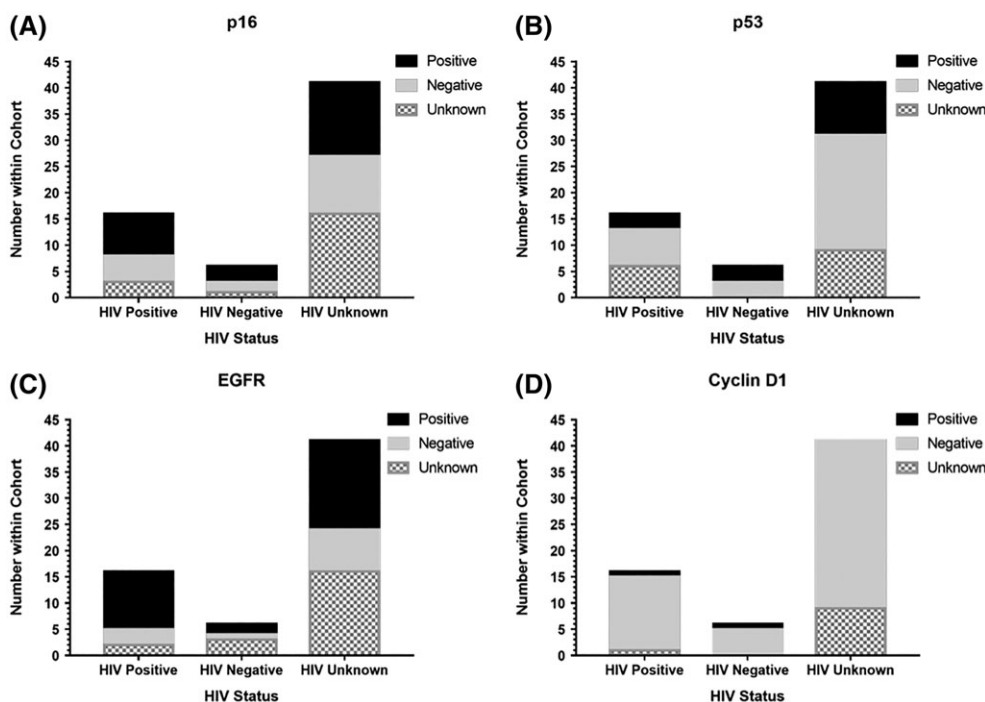 (A)
p16
Positive
Negative
Unknown
Number within Cohort
45
40
35
30
25
20
15
10
5
0
HIV Positive HIV Negative HIV Unknown
HIV Status
(B)
p53
Positive
Negative
Unknown
Number within Cohort
45
40
35
30
25
20
15
10
5
0
HIV Positive HIV Negative HIV Unknown
HIV Status
(C)
EGFR
Positive
Negative
Unknown
Number within Cohort
45
40
35
30
25
20
15
10
5
0
HIV Positive HIV Negative HIV Unknown
HIV Status
(D)
Cyclin D1
Positive
Negative
Unknown
Number within Cohort
45
40
35
30
25
20
15
10
5
0
HIV Positive HIV Negative HIV Unknown
HIV Status